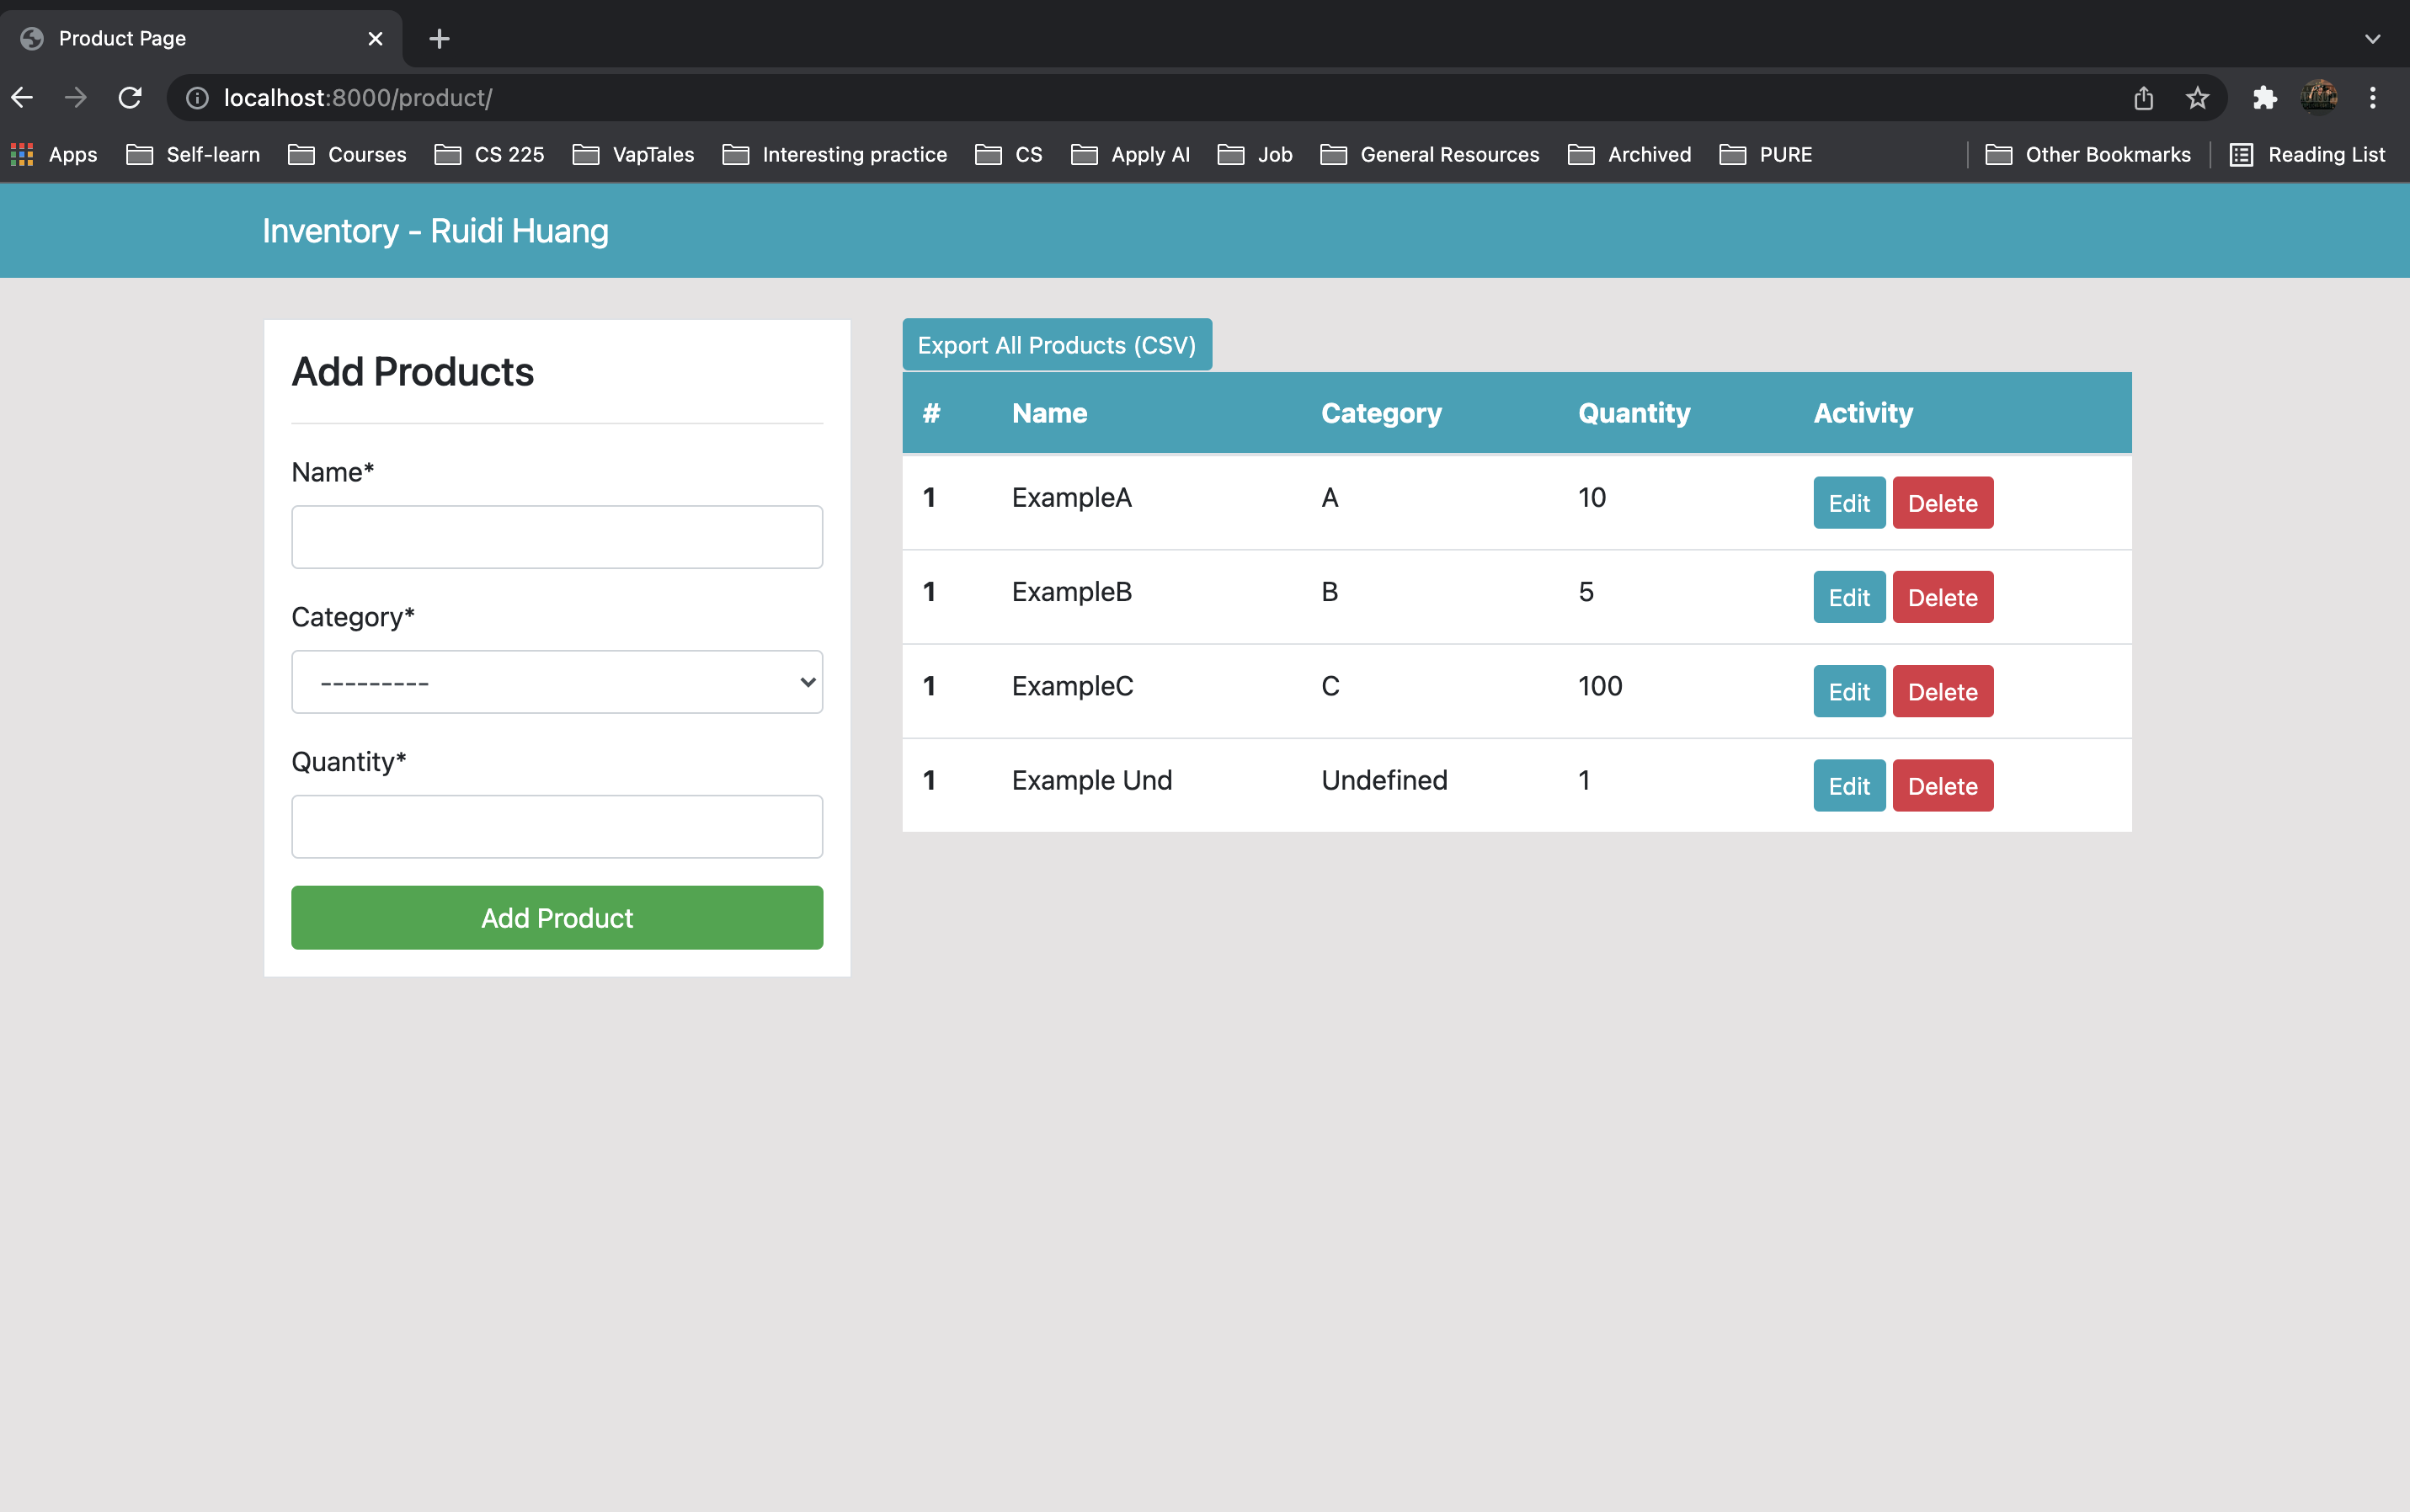 Product Page
localhost:8000/product/
Apps Self-learn Courses CS 225 VapTales Interesting practice CS Apply AI Job General Resources Archived PURE Other Bookmarks Reading List
Inventory - Ruidi Huang
Add Products
Name*
Category*
---------
Quantity*
Add Product
Export All Products (CSV)
# Name Category Quantity Activity
1 ExampleA A 10 Edit Delete
1 ExampleB B 5 Edit Delete
1 ExampleC C 100 Edit Delete
1 Example Und Undefined 1 Edit Delete